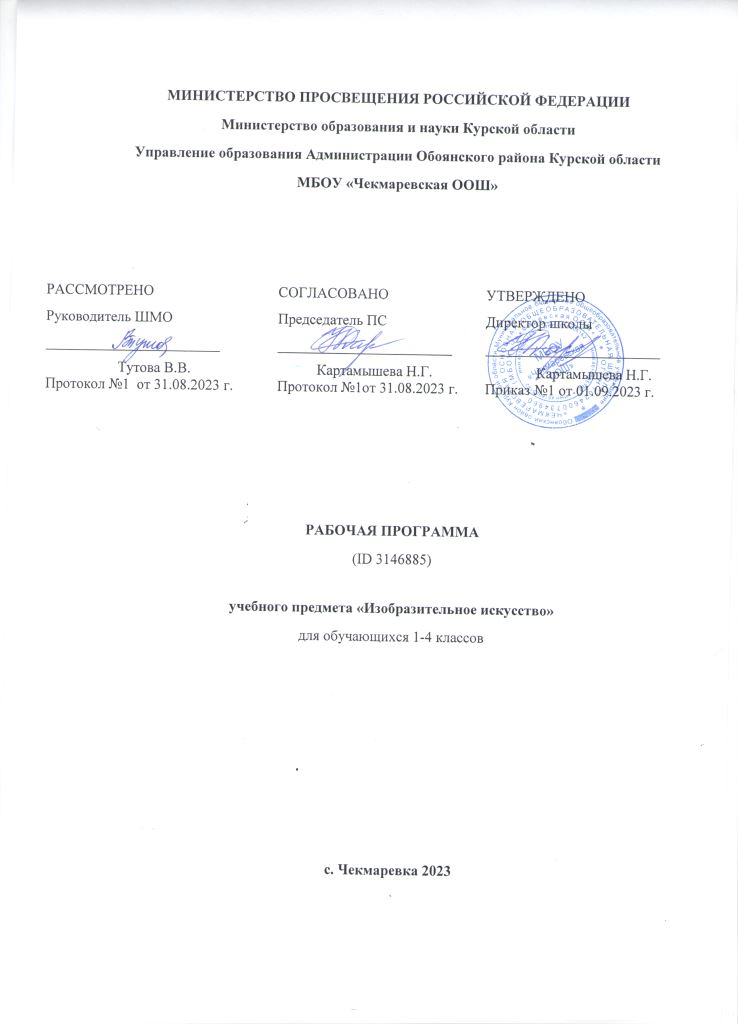 МИНИСТЕРСТВО ПРОСВЕЩЕНИЯ РОССИЙСКОЙ ФЕДЕРАЦИИ
Министерство образования и науки Курской области
Управление образования Администрации Обоянского района Курской области
МБОУ «Чекмаревская ООШ»
РАССМОТРЕНО
Руководитель ШМО
Тутова В.В.
Протокол №1 от 31.08.2023 г.
СОГЛАСОВАНО
Председатель ПС
Картамышева Н.Г.
Протокол №1от 31.08.2023 г.
УТВЕРЖДЕНО
Директор школы
Картамышева Н.Г.
Приказ №1 от 01.09.2023 г.
РАБОЧАЯ ПРОГРАММА
(ID 3146885)
учебного предмета «Изобразительное искусство»
для обучающихся 1-4 классов
с. Чекмаревка 2023